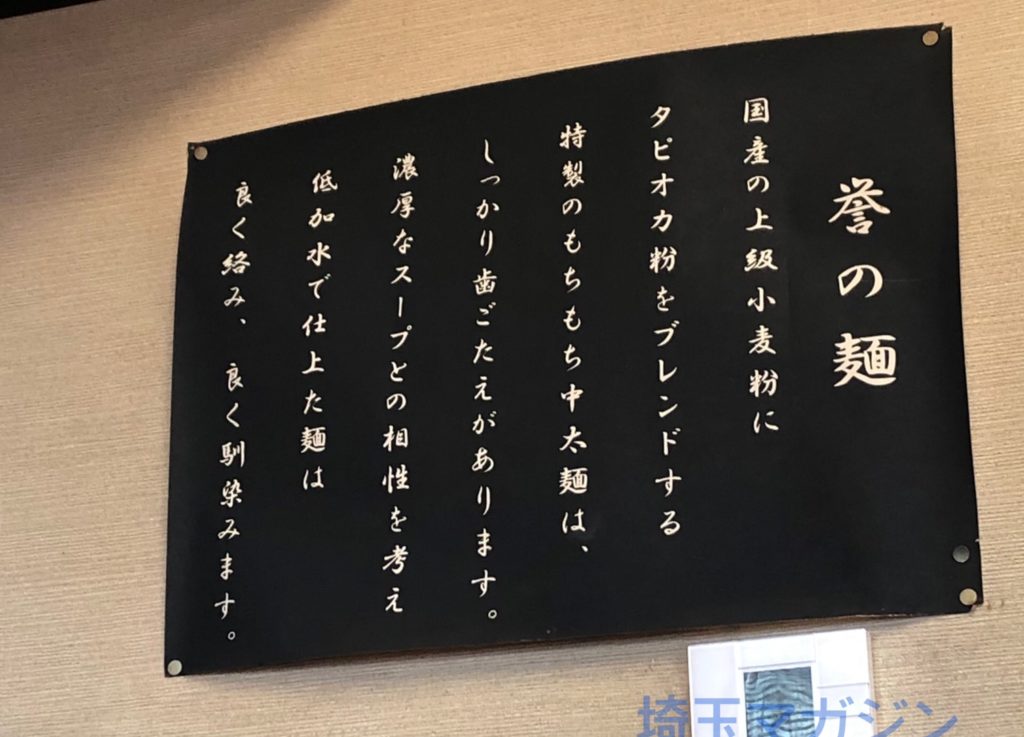 誉の麺
国産の上級小麦粉に
タピオカ粉をブレンドする
特製のもちもち中太麺は、
しっかり歯ごたえがあります。
濃厚なスープとの相性を考え
低加水で仕上た麺は
良く絡み、良く馴染みます。
埼玉マガジン